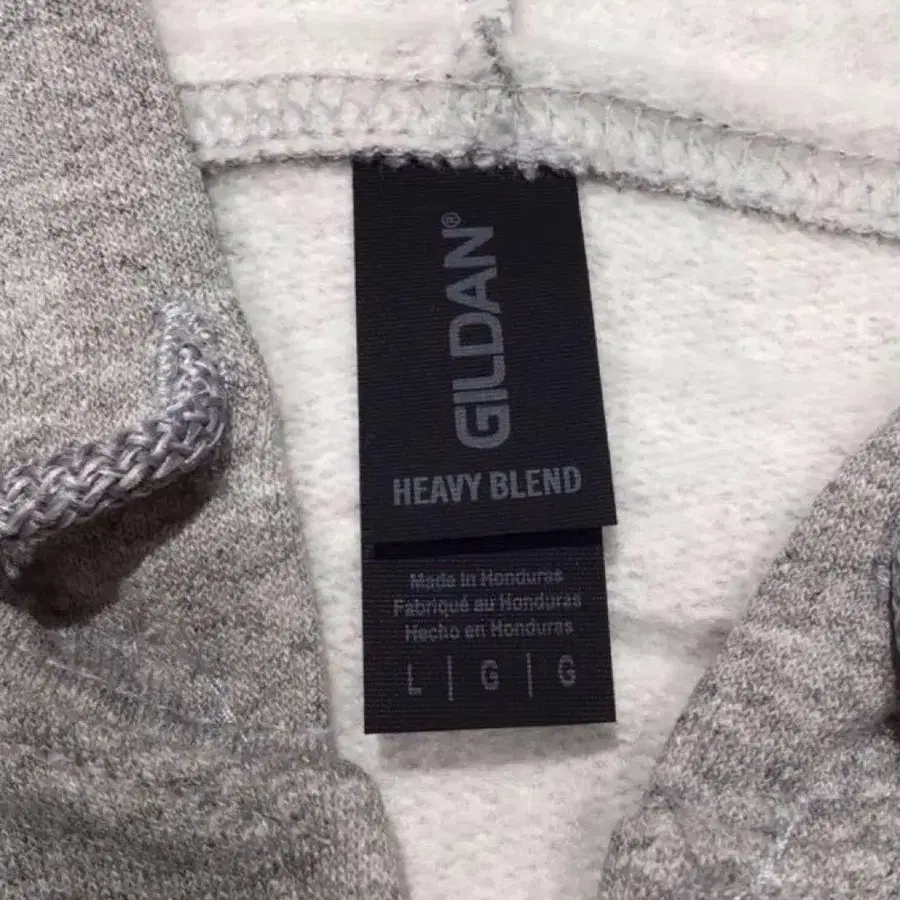 GILDAN®
HEAVY BLEND
Made in Honduras
Fabriqué au Honduras
Hecho en Honduras
L | G | G